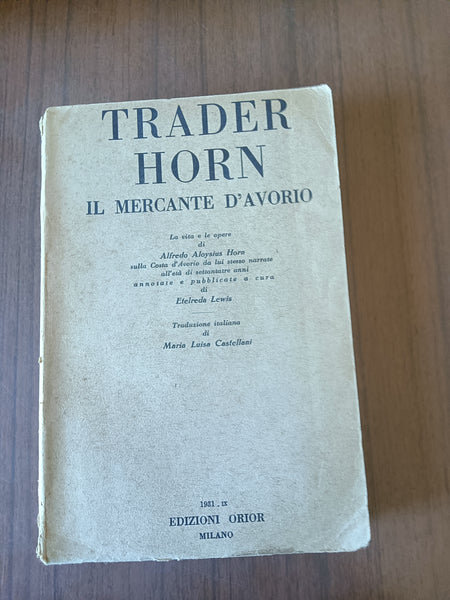 TRADER
HORN
IL MERCANTE D'AVORIO
La vita e le opere
di
Alfredo Aloysius Horn
sulla Costa d'Avorio da lui stesso narrate
all'età di settantatre anni
annotate e pubblicate a cura
di
Etelreda Lewis
Traduzione italiana
di
Maria Luisa Castellani
1931 . IX
EDIZIONI ORIOR
MILANO